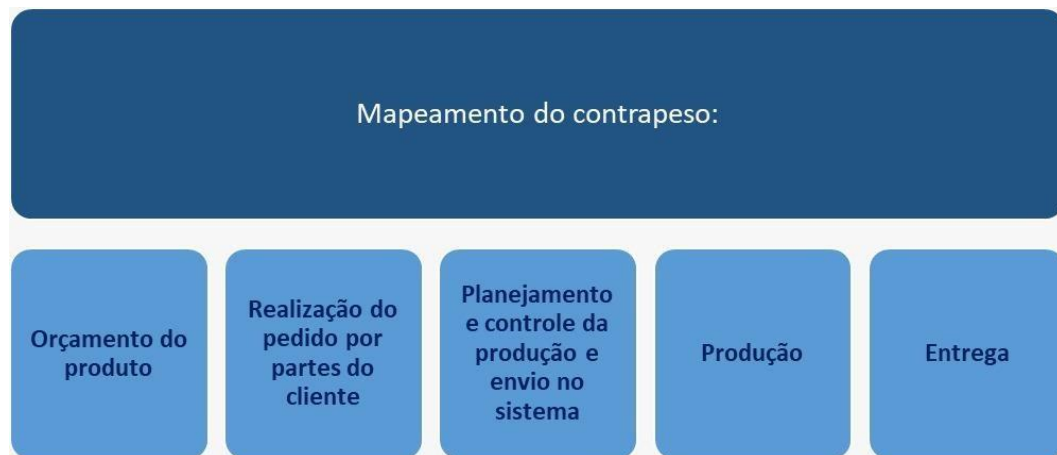 Mapeamento do contrapeso:
Orçamento do
produto
Realização do
pedido por
partes do
cliente
Planejamento
e controle da
produção e
envio no
sistema
Produção
Entrega